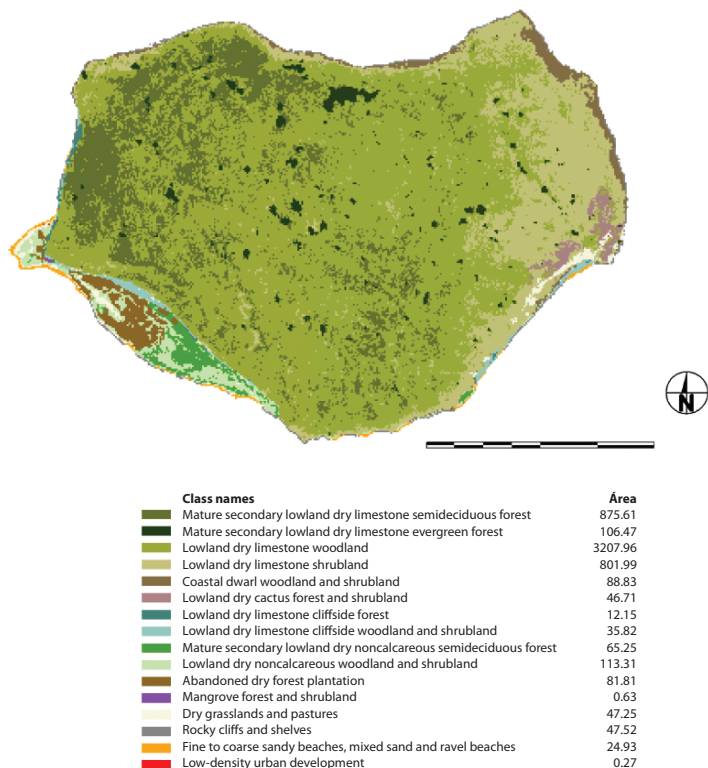 N
Class names Área
Mature secondary lowland dry limestone semideciduous forest 875.61
Mature secondary lowland dry limestone evergreen forest 106.47
Lowland dry limestone woodland 3207.96
Lowland dry limestone shrubland 801.99
Coastal dwarl woodland and shrubland 88.83
Lowland dry cactus forest and shrubland 46.71
Lowland dry limestone cliffside forest 12.15
Lowland dry limestone cliffside woodland and shrubland 35.82
Mature secondary lowland dry noncalcareous semideciduous forest 65.25
Lowland dry noncalcareous woodland and shrubland 113.31
Abandoned dry forest plantation 81.81
Mangrove forest and shrubland 0.63
Dry grasslands and pastures 47.25
Rocky cliffs and shelves 47.52
Fine to coarse sandy beaches, mixed sand and ravel beaches 24.93
Low-density urban development 0.27